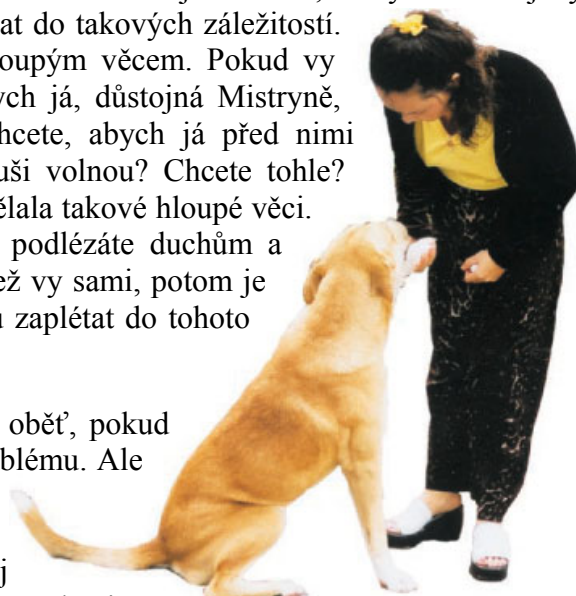 at do takových záležitostí.
oupým věcem. Pokud vy
ych já, důstojná Mistryně,
hcete, abych já před nimi
uši volnou? Chcete tohle?
ělala takové hloupé věci.
podlézáte duchům a
ež vy sami, potom je
u zaplétat do tohoto
oběť, pokud
blému. Ale
j